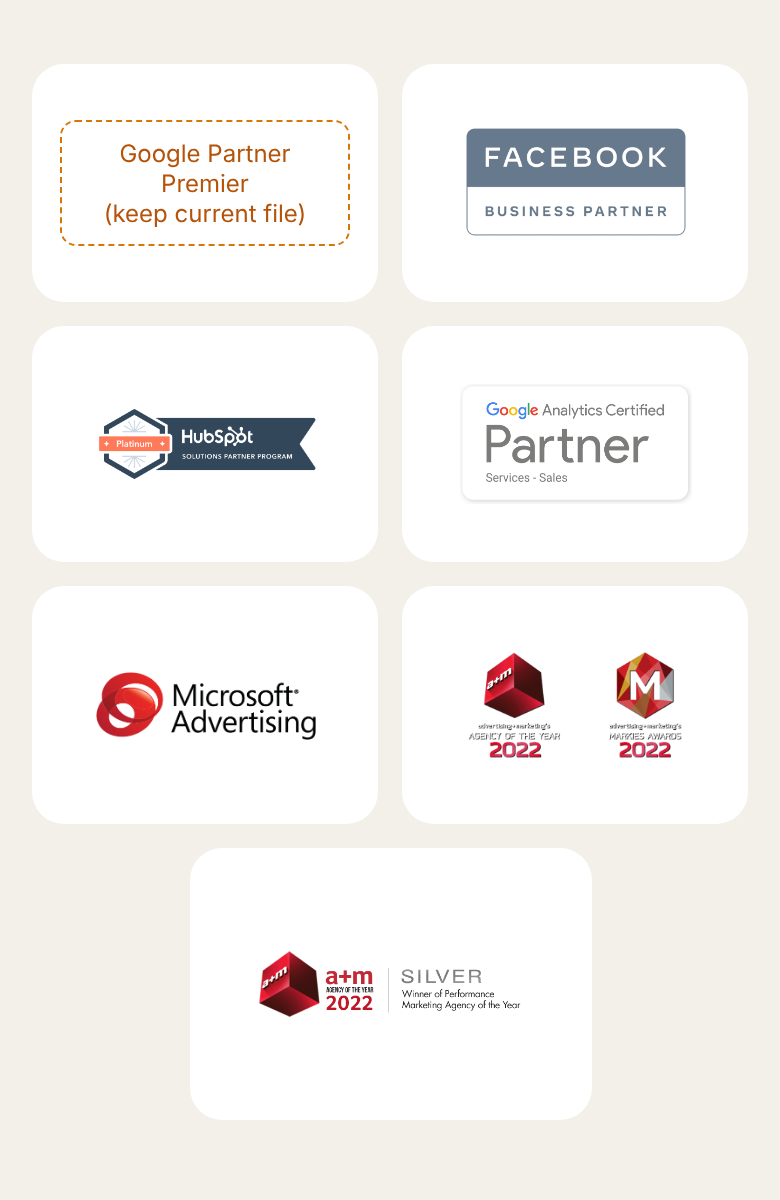 Google Partner
Premier
(keep current file)
FACEBOOK
BUSINESS PARTNER
Platinum
HubSpot
SOLUTIONS PARTNER PROGRAM
Google Analytics Certified
Partner
Services - Sales
Microsoft®
Advertising
a+m
advertising+marketing's
AGENCY OF THE YEAR
2022
M
advertising+marketing's
MARKIES AWARDS
2022
a+m
a+m
AGENCY OF THE YEAR
2022
SILVER
Winner of Performance
Marketing Agency of the Year